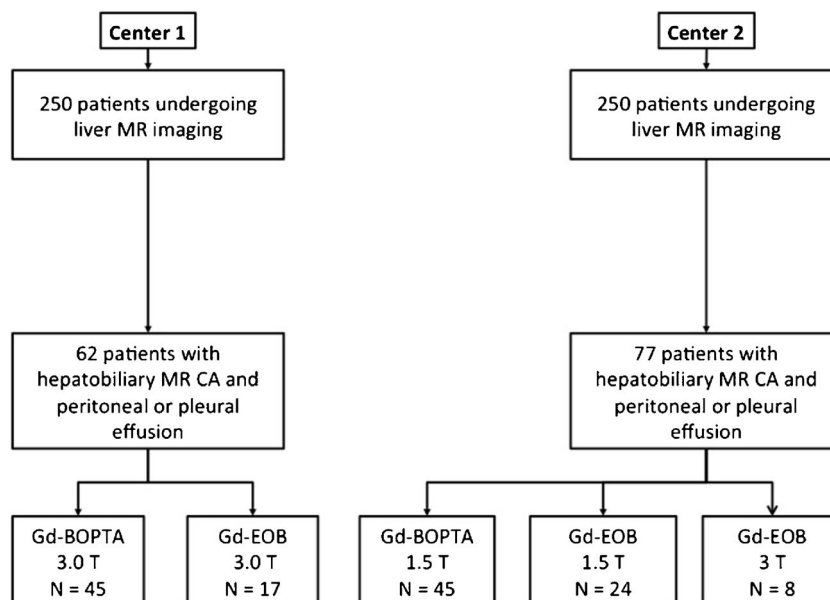 Center 1
250 patients undergoing
liver MR imaging
62 patients with
hepatobiliary MR CA and
peritoneal or pleural
effusion
Gd-BOPTA
3.0 T
N = 45
Gd-EOB
3.0 T
N = 17
Center 2
250 patients undergoing
liver MR imaging
77 patients with
hepatobiliary MR CA and
peritoneal or pleural
effusion
Gd-BOPTA
1.5 T
N = 45
Gd-EOB
1.5 T
N = 24
Gd-EOB
3 T
N = 8